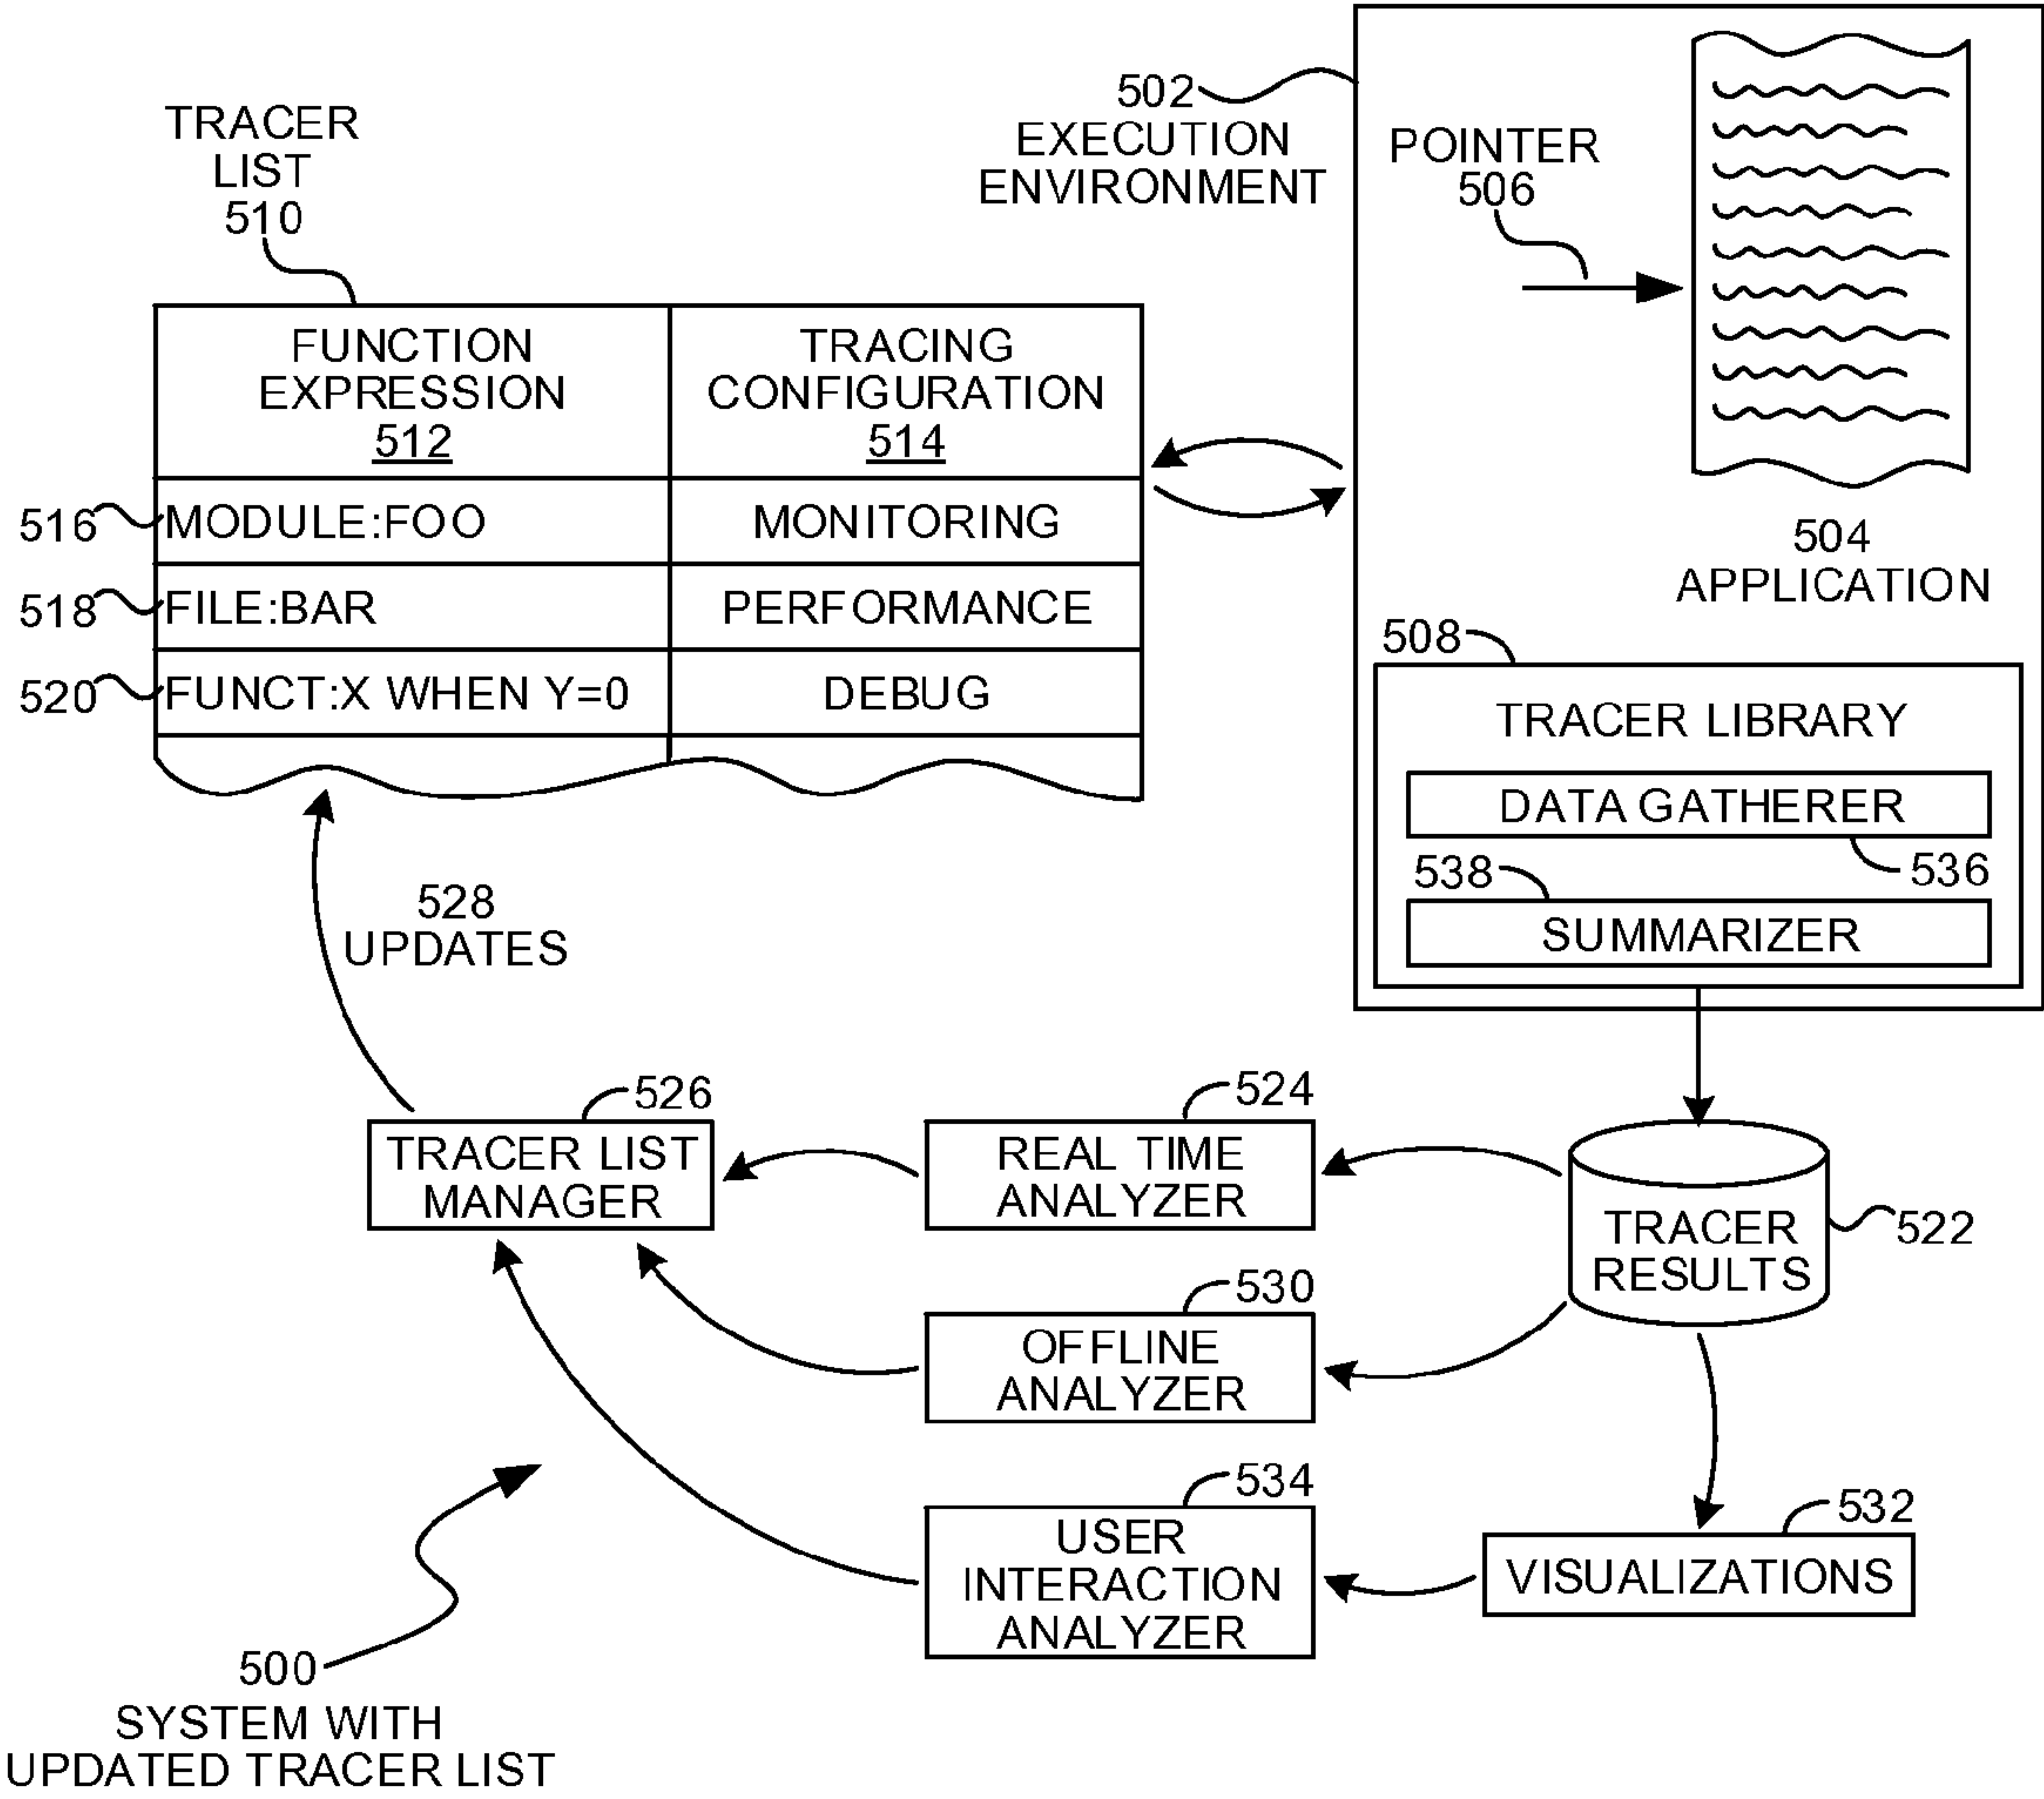 TRACER
LIST
510
502
EXECUTION
ENVIRONMENT
POINTER
506
504
APPLICATION
FUNCTION
EXPRESSION
512
TRACING
CONFIGURATION
514
516
MODULE:FOO
MONITORING
518
FILE:BAR
PERFORMANCE
520
FUNCT:X WHEN Y=0
DEBUG
508
TRACER LIBRARY
DATA GATHERER
536
538
SUMMARIZER
528
UPDATES
526
TRACER LIST
MANAGER
524
REAL TIME
ANALYZER
TRACER
RESULTS
522
530
OFFLINE
ANALYZER
534
USER
INTERACTION
ANALYZER
532
VISUALIZATIONS
500
SYSTEM WITH
UPDATED TRACER LIST